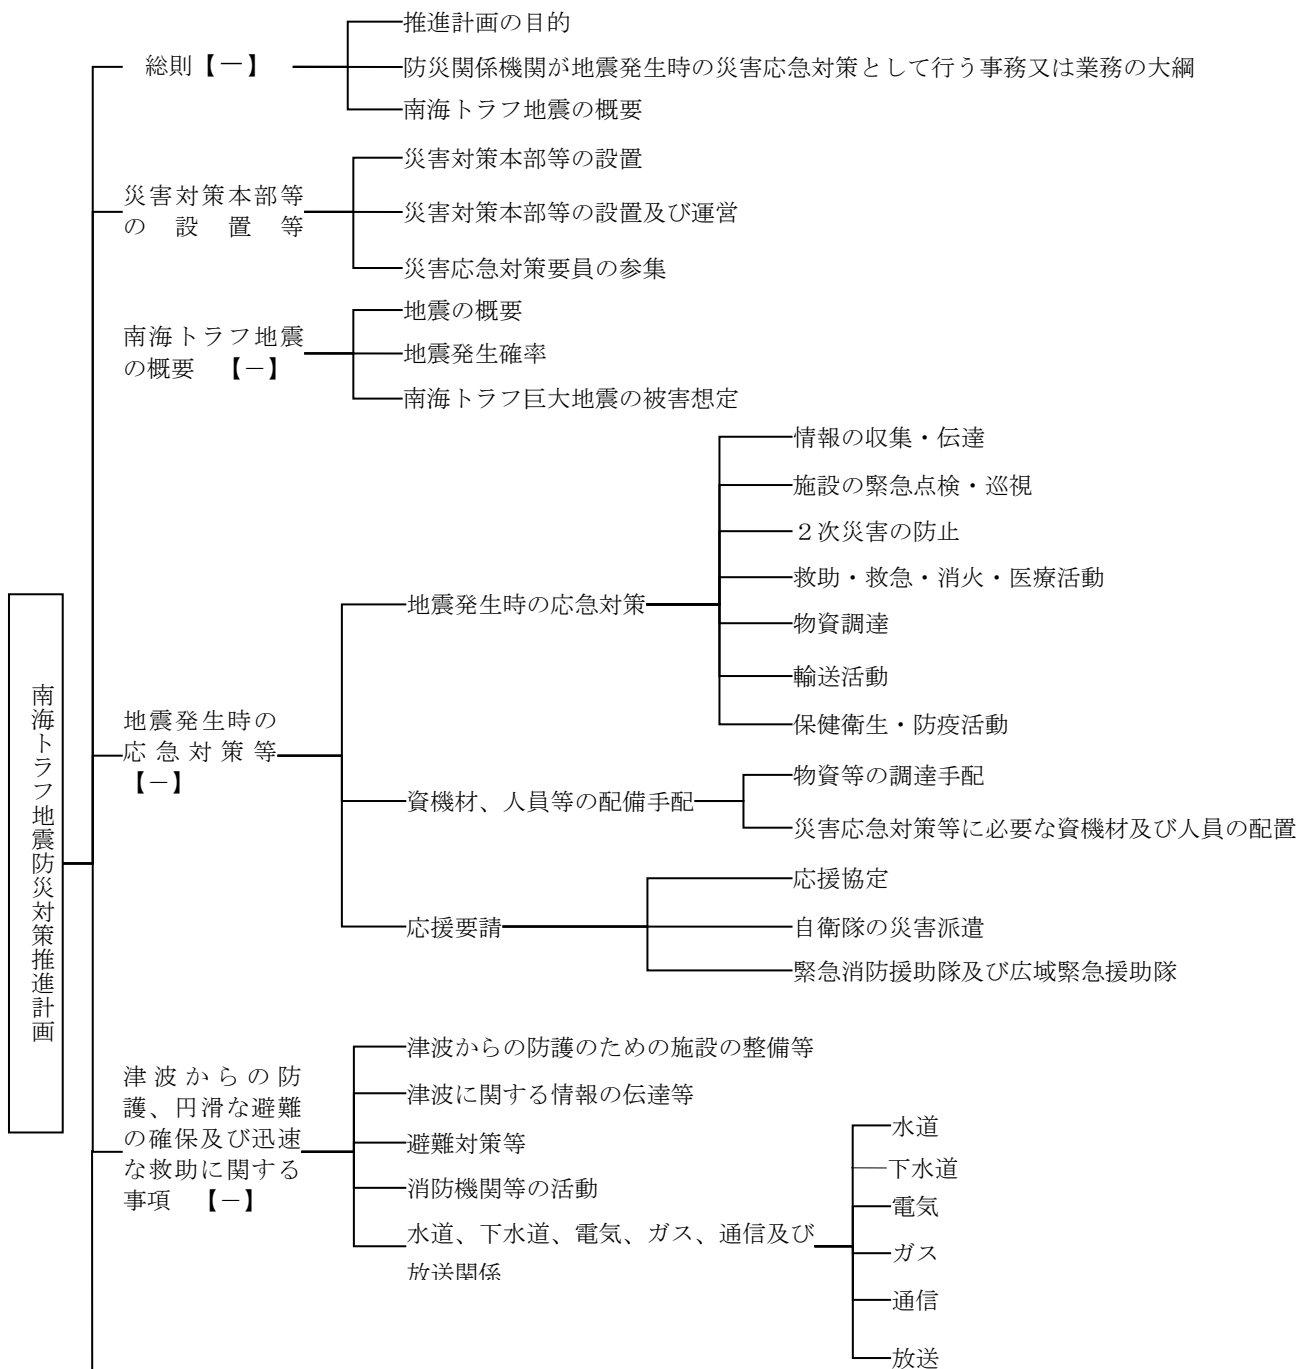 南海トラフ地震防災対策推進計画
総則【－】
推進計画の目的
防災関係機関が地震発生時の災害応急対策として行う事務又は業務の大綱
南海トラフ地震の概要
災害対策本部等
の設置等
災害対策本部等の設置
災害対策本部等の設置及び運営
災害応急対策要員の参集
南海トラフ地震
の概要　【－】
地震の概要
地震発生確率
南海トラフ巨大地震の被害想定
地震発生時の
応急対策等
【－】
地震発生時の応急対策
情報の収集・伝達
施設の緊急点検・巡視
２次災害の防止
救助・救急・消火・医療活動
物資調達
輸送活動
保健衛生・防疫活動
資機材、人員等の配備手配
物資等の調達手配
災害応急対策等に必要な資機材及び人員の配置
応援要請
応援協定
自衛隊の災害派遣
緊急消防援助隊及び広域緊急援助隊
津波からの防
護、円滑な避難
の確保及び迅速
な救助に関する
事項　【－】
津波からの防護のための施設の整備等
津波に関する情報の伝達等
避難対策等
消防機関等の活動
水道、下水道、電気、ガス、通信及び
放送関係
水道
下水道
電気
ガス
通信
放送